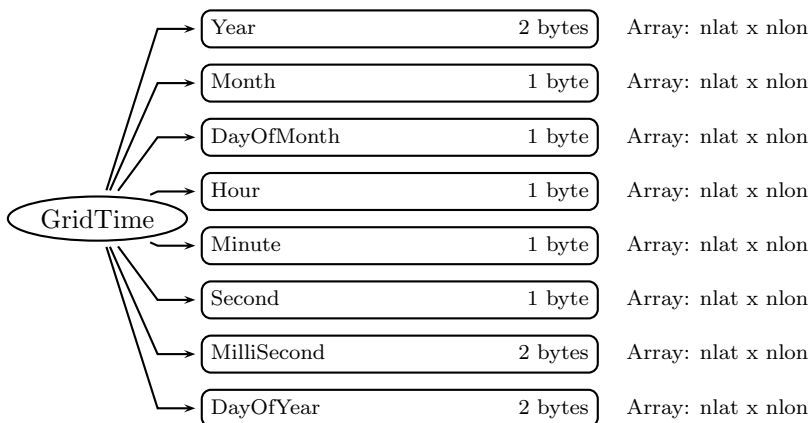 Year 2 bytes Array: nlat x nlon
Month 1 byte Array: nlat x nlon
DayOfMonth 1 byte Array: nlat x nlon
Hour 1 byte Array: nlat x nlon
GridTime
Minute 1 byte Array: nlat x nlon
Second 1 byte Array: nlat x nlon
MilliSecond 2 bytes Array: nlat x nlon
DayOfYear 2 bytes Array: nlat x nlon